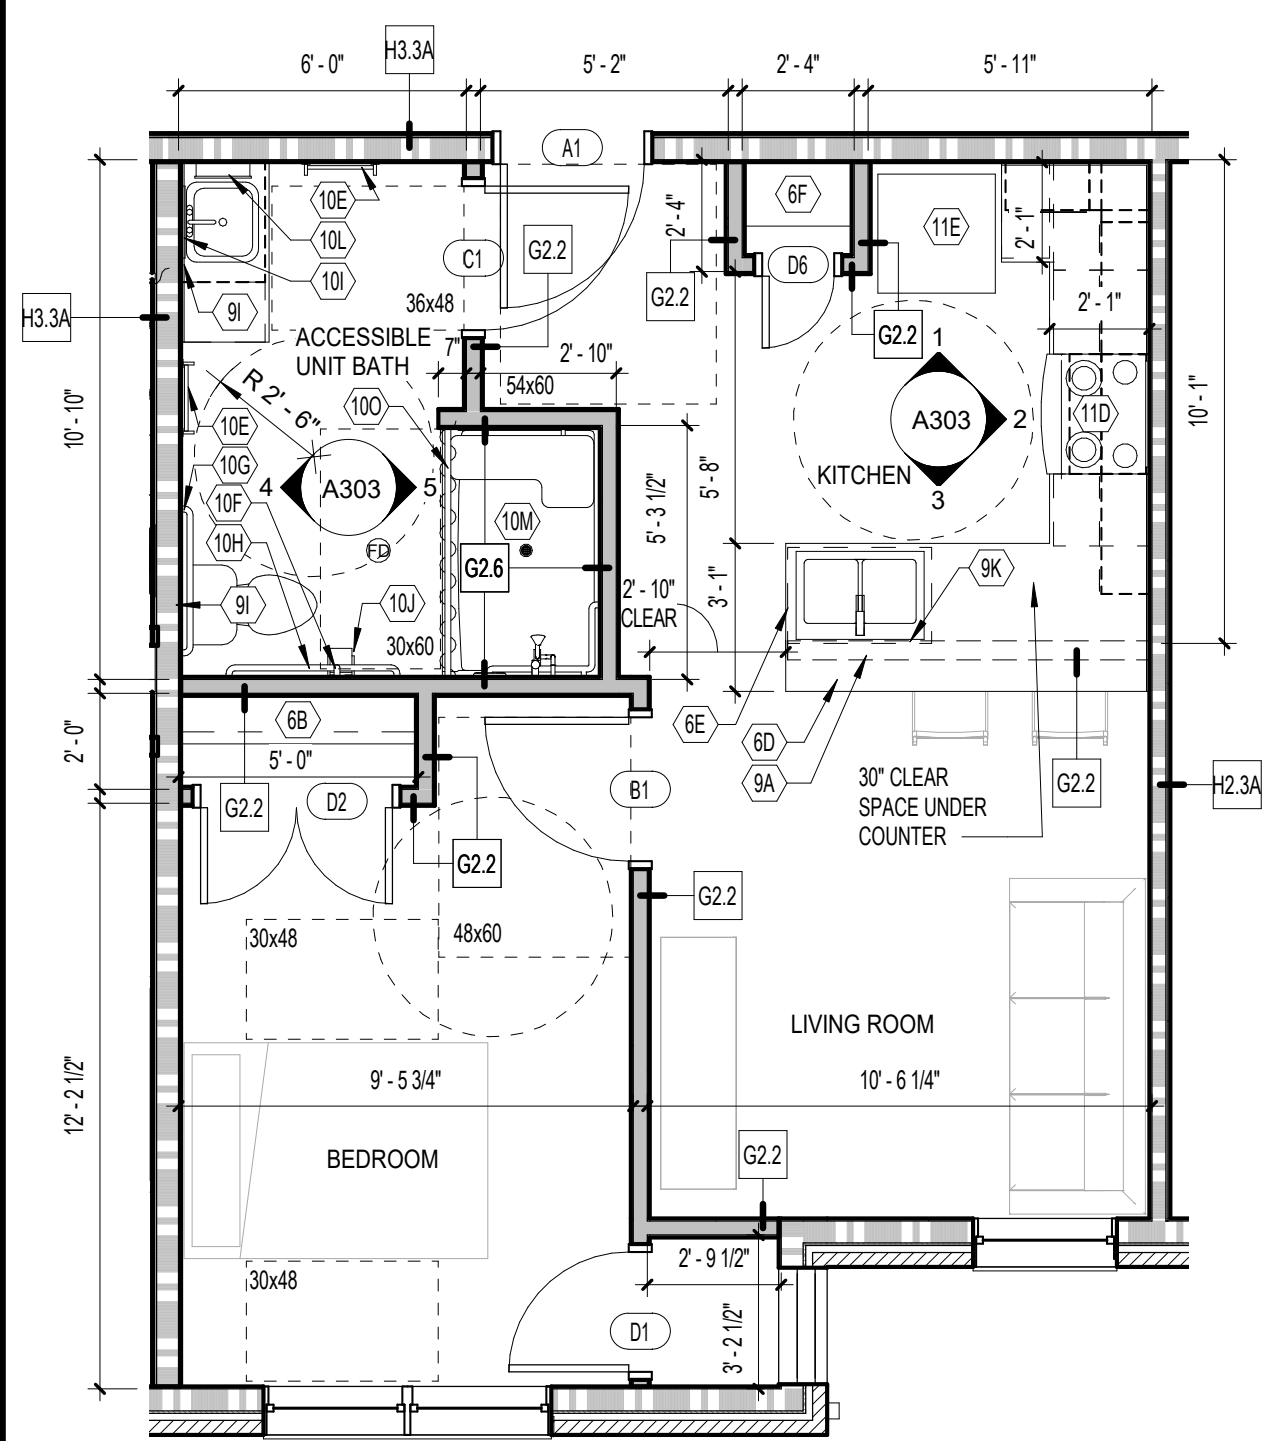 H3.3A
6' - 0"
5' - 2"
2' - 4"
5' - 11"
A1
10E
6F
11E
2' - 4"
2' - 1"
10L
C1
G2.2
D6
10I
G2.2
2' - 1"
H3.3A
9I
36x48
G2.2
ACCESSIBLE
UNIT BATH
7"
2' - 10"
1
R 2' - 6"
54x60
10' - 10"
10O
10' - 1"
10E
A303
2
11D
10G
4
A303
5
KITCHEN
5' - 8"
3
10F
10M
5' - 3 1/2"
10H
FD
G2.6
9K
9I
10J
2' - 10"
CLEAR
3' - 1"
30x60
6B
6E
6D
2' - 0"
5' - 0"
9A
30" CLEAR
SPACE UNDER
COUNTER
G2.2
H2.3A
G2.2
D2
B1
G2.2
G2.2
30x48
48x60
LIVING ROOM
12' - 2 1/2"
9' - 5 3/4"
10' - 6 1/4"
BEDROOM
G2.2
30x48
2' - 9 1/2"
D1
3' - 2 1/2"